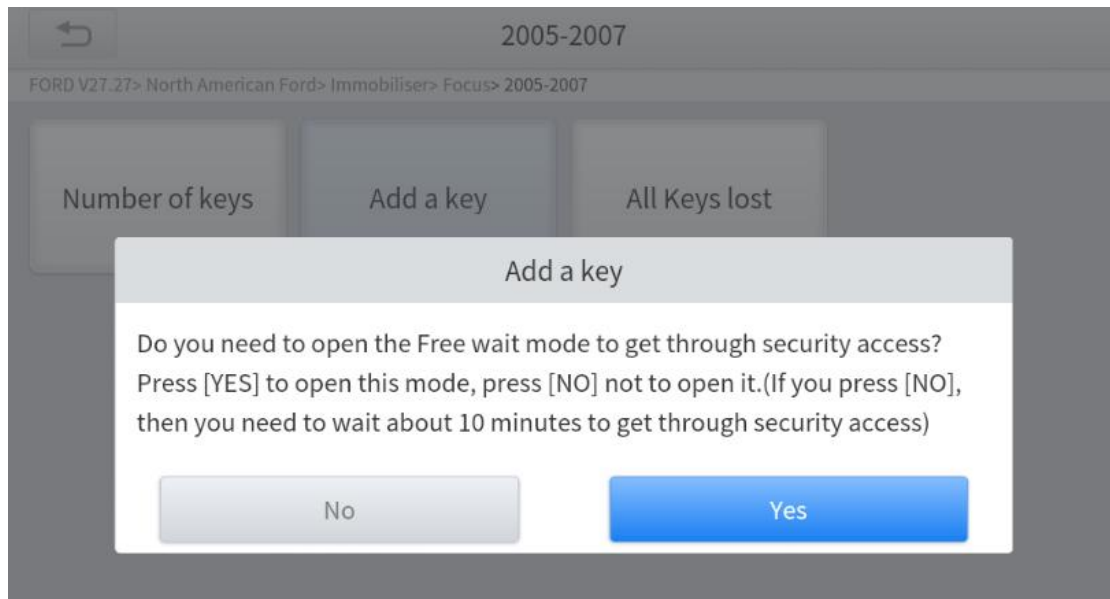 2005-2007
FORD V27.27> North American Ford> Immobiliser> Focus> 2005-2007
Number of keys
Add a key
All Keys lost
Add a key
Do you need to open the Free wait mode to get through security access?
Press [YES] to open this mode, press [NO] not to open it.(If you press [NO],
then you need to wait about 10 minutes to get through security access)
No
Yes